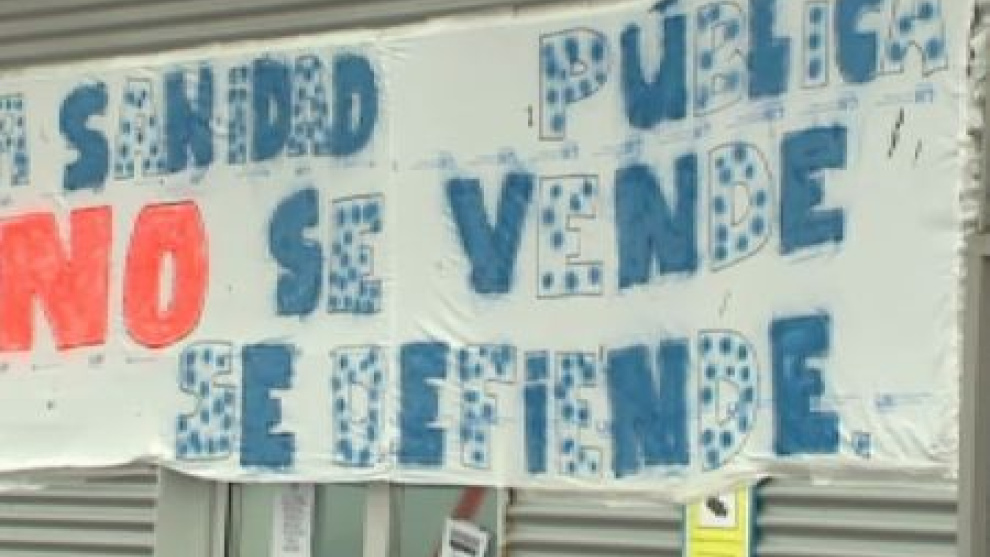 A SANIDAD PÚBLICA
NO SE VENDE
SE DEFIENDE.